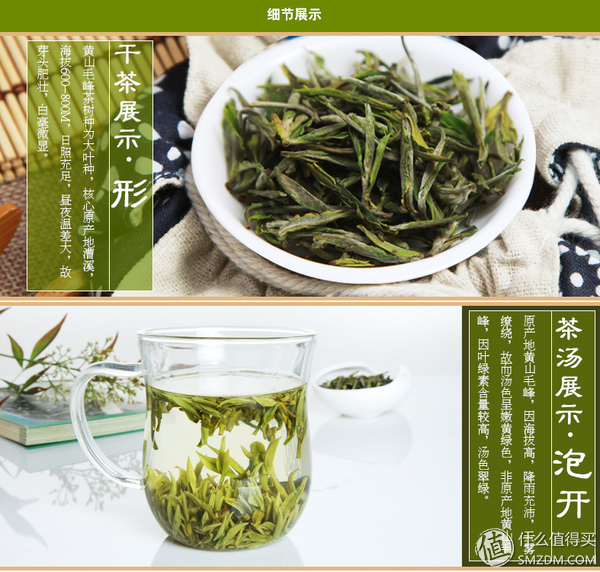 细节展示
干茶展示·形
黄山毛峰茶树种为大叶种，核心原产地漕溪，
海拔600~800M，日照充足，昼夜温差大，故
芽头肥壮，白毫微显。
茶汤展示·泡开
原产地黄山毛峰，因海拔高，降雨充沛，云雾
缭绕，故而汤色呈嫩黄绿色，非原产地黄山
峰，因叶绿素含量较高，汤色翠绿。
值 什么值得买
SMZDM.COM